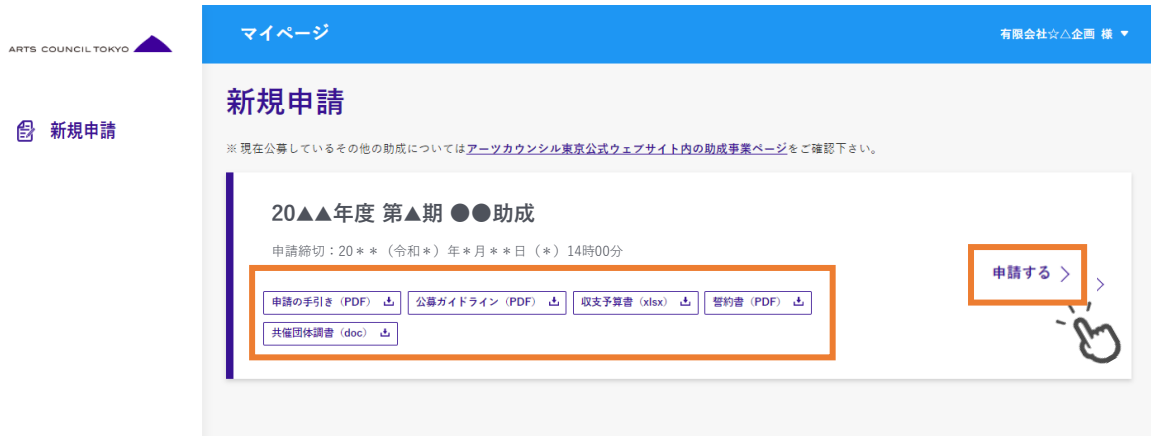 ARTS COUNCIL TOKYO
マイページ
有限会社☆△企画 様 ▼
新規申請
新規申請
※ 現在公募しているその他の助成についてはアーツカウンシル東京公式ウェブサイト内の助成事業ページをご確認下さい。
20▲▲年度 第▲期 ●●助成
申請締切：20＊＊（令和＊）年＊月＊＊日（＊）14時00分
申請する
申請の手引き（PDF） 公募ガイドライン（PDF） 収支予算書（xlsx） 誓約書（PDF）
共催団体調書（doc）